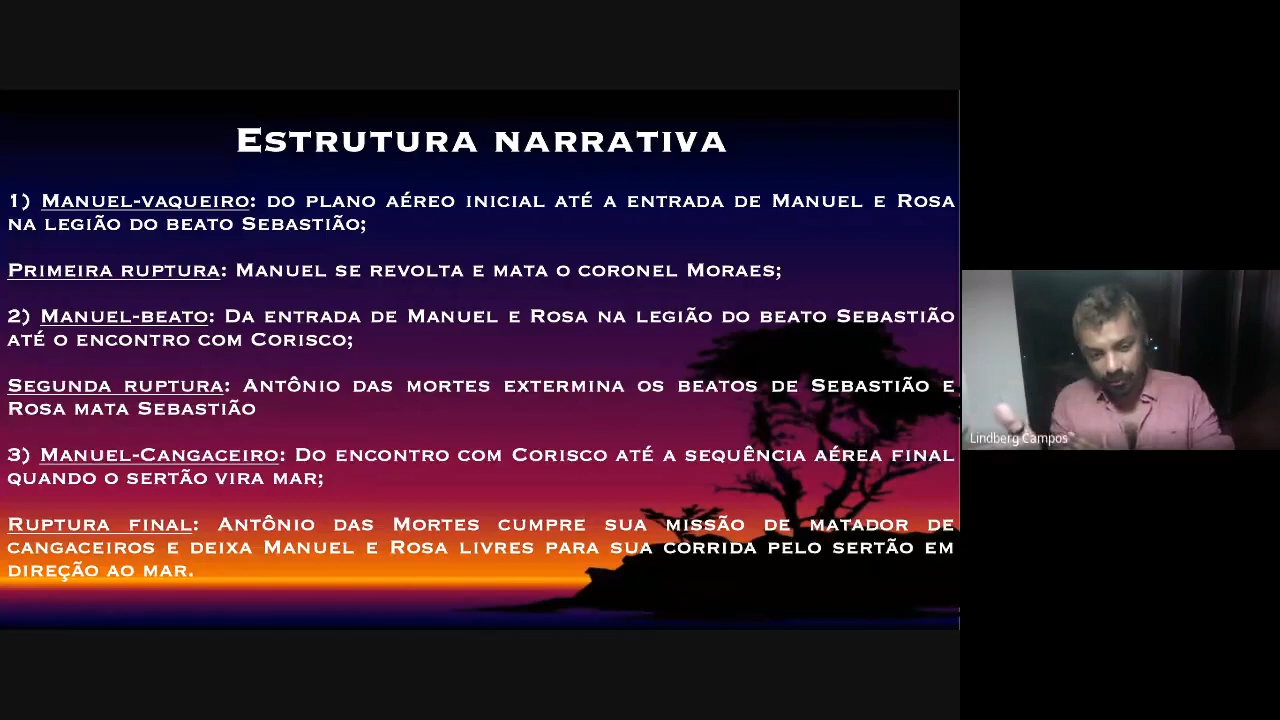 Estrutura narrativa
1) Manuel-vaqueiro: do plano aéreo inicial até a entrada de Manuel e Rosa
na legião do beato Sebastião;
Primeira ruptura: Manuel se revolta e mata o coronel Moraes;
2) Manuel-beato: Da entrada de Manuel e Rosa na legião do beato Sebastião
até o encontro com Corisco;
Segunda ruptura: Antônio das mortes extermina os beatos de Sebastião e
Rosa mata Sebastião
3) Manuel-Cangaceiro: Do encontro com Corisco até a sequência aérea final
quando o sertão vira mar;
Ruptura final: Antônio das Mortes cumpre sua missão de matador de
cangaceiros e deixa Manuel e Rosa livres para sua corrida pelo sertão em
direção ao mar.
Lindberg Campos